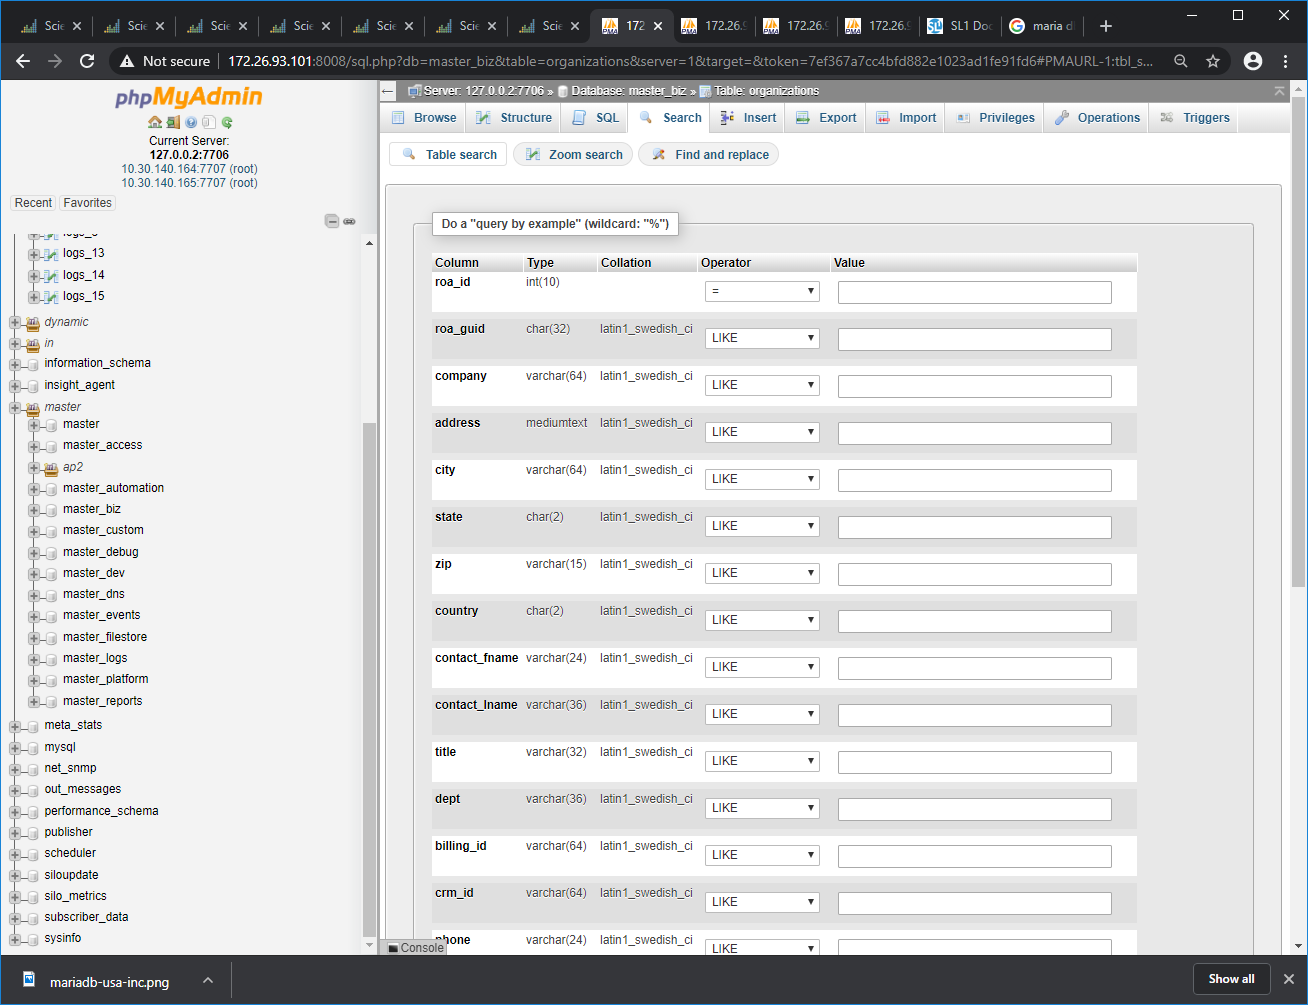 Scie
Scie
Scie
Scie
Scie
Scie
Scie
172
172.26.9
172.26.9
172.26.9
SL1 Doc
maria d
Not secure
172.26.93.101:8008/sql.php?db=master_biz&table=organizations&server=1&target=&token=7ef367a7cc4bfd882e1023ad1fe91fd6#PMAURL-1:tbl_s...
phpMyAdmin
Current Server:
127.0.0.2:7706
10.30.140.164:7707 (root)
10.30.140.165:7707 (root)
Recent Favorites
logs_13
logs_14
logs_15
dynamic
in
information_schema
insight_agent
master
master
master_access
ap2
master_automation
master_biz
master_custom
master_debug
master_dev
master_dns
master_events
master_filestore
master_logs
master_platform
master_reports
meta_stats
mysql
net_snmp
out_messages
performance_schema
publisher
scheduler
siloupdate
silo_metrics
subscriber_data
sysinfo
Server: 127.0.0.2:7706 » Database: master_biz » Table: organizations
Browse Structure SQL Search Insert Export Import Privileges Operations Triggers
Table search Zoom search Find and replace
Do a "query by example" (wildcard: "%")
Column Type Collation Operator Value
roa_id int(10) =
roa_guid char(32) latin1_swedish_ci LIKE
company varchar(64) latin1_swedish_ci LIKE
address mediumtext latin1_swedish_ci LIKE
city varchar(64) latin1_swedish_ci LIKE
state char(2) latin1_swedish_ci LIKE
zip varchar(15) latin1_swedish_ci LIKE
country char(2) latin1_swedish_ci LIKE
contact_fname varchar(24) latin1_swedish_ci LIKE
contact_lname varchar(36) latin1_swedish_ci LIKE
title varchar(32) latin1_swedish_ci LIKE
dept varchar(36) latin1_swedish_ci LIKE
billing_id varchar(64) latin1_swedish_ci LIKE
crm_id varchar(64) latin1_swedish_ci LIKE
phone varchar(24) latin1_swedish_ci LIKE
Console
mariadb-usa-inc.png
Show all